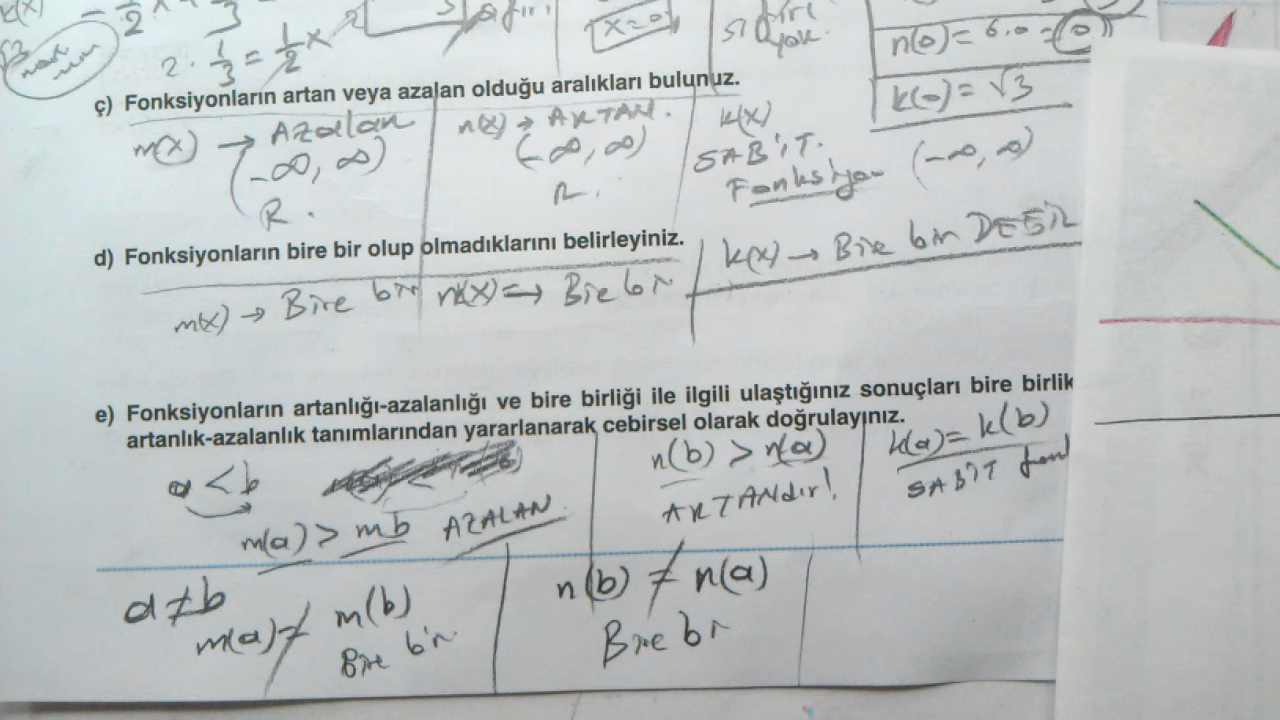 k(x)
2 . 1/3 = 1/2 x
x=0
yok.
n(0) = 6.0 = 0
k(0) = √3
ç) Fonksiyonların artan veya azalan olduğu aralıkları bulunuz.
m(x) → Azalan
(-∞, ∞)
R.
n(x) → ARTAN.
(-∞, ∞)
R.
k(x)
SABİT.
Fonksiyon (-∞, ∞)
d) Fonksiyonların bire bir olup olmadıklarını belirleyiniz.
m(x) → Bire bir
n(x) → Bire bir
k(x) → Bire bir DEĞİL
e) Fonksiyonların artanlığı-azalanlığı ve bire birliği ile ilgili ulaştığınız sonuçları bire birlik
artanlık-azalanlık tanımlarından yararlanarak cebirsel olarak doğrulayınız.
a < b
m(a) > mb AZALAN
n(b) > n(a)
ARTANdır!
k(a) = k(b)
SABİT fonk
a ≠ b
m(a) ≠ m(b)
Bire bir
n(b) ≠ n(a)
Bire bir